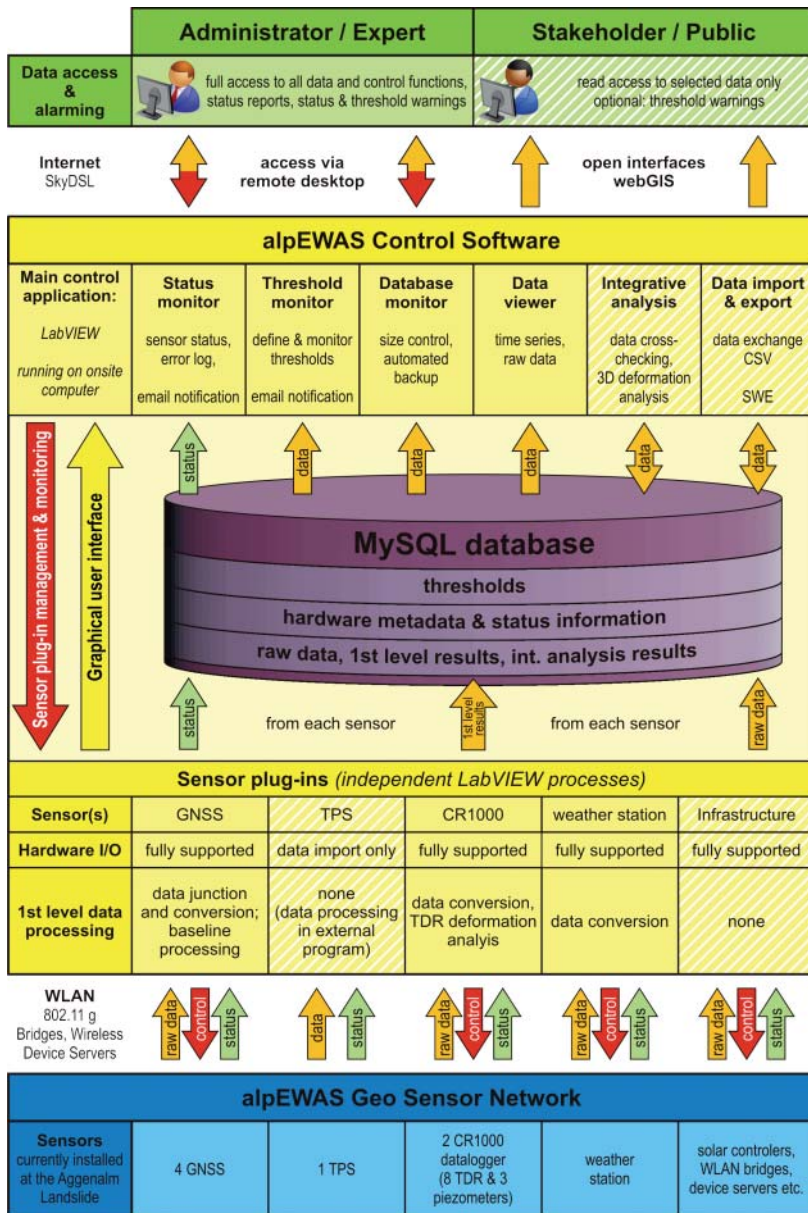 Administrator / Expert
Stakeholder / Public
Data access
&
alarming
full access to all data and control functions,
status reports, status & threshold warnings
read access to selected data only
optional: threshold warnings
Internet
SkyDSL
access via
remote desktop
open interfaces
webGIS
alpEWAS Control Software
Main control
application:
LabVIEW
running on onsite
computer
Status
monitor
sensor status,
error log,
email notification
Threshold
monitor
define & monitor
thresholds
email notification
Database
monitor
size control,
automated
backup
Data
viewer
time series,
raw data
Integrative
analysis
data cross-
checking,
3D deformation
analysis
Data import
& export
data exchange
CSV
SWE
Sensor plug-in management & monitoring
Graphical user interface
status
data
data
data
data
data
MySQL database
thresholds
hardware metadata & status information
raw data, 1st level results, int. analysis results
status
from each sensor
1st level
results
from each sensor
raw data
Sensor plug-ins (independent LabVIEW processes)
Sensor(s)
GNSS
TPS
CR1000
weather station
Infrastructure
Hardware I/O
fully supported
data import only
fully supported
fully supported
fully supported
1st level data
processing
data junction
and conversion;
baseline
processing
none
(data processing
in external
program)
data conversion,
TDR deformation
analyis
data conversion
none
WLAN
802.11 g
Bridges, Wireless
Device Servers
raw data
control
status
data
status
raw data
control
status
raw data
control
status
raw data
control
status
alpEWAS Geo Sensor Network
Sensors
currently installed
at the Aggenalm
Landslide
4 GNSS
1 TPS
2 CR1000
datalogger
(8 TDR & 3
piezometers)
weather
station
solar controlers,
WLAN bridges,
device servers etc.